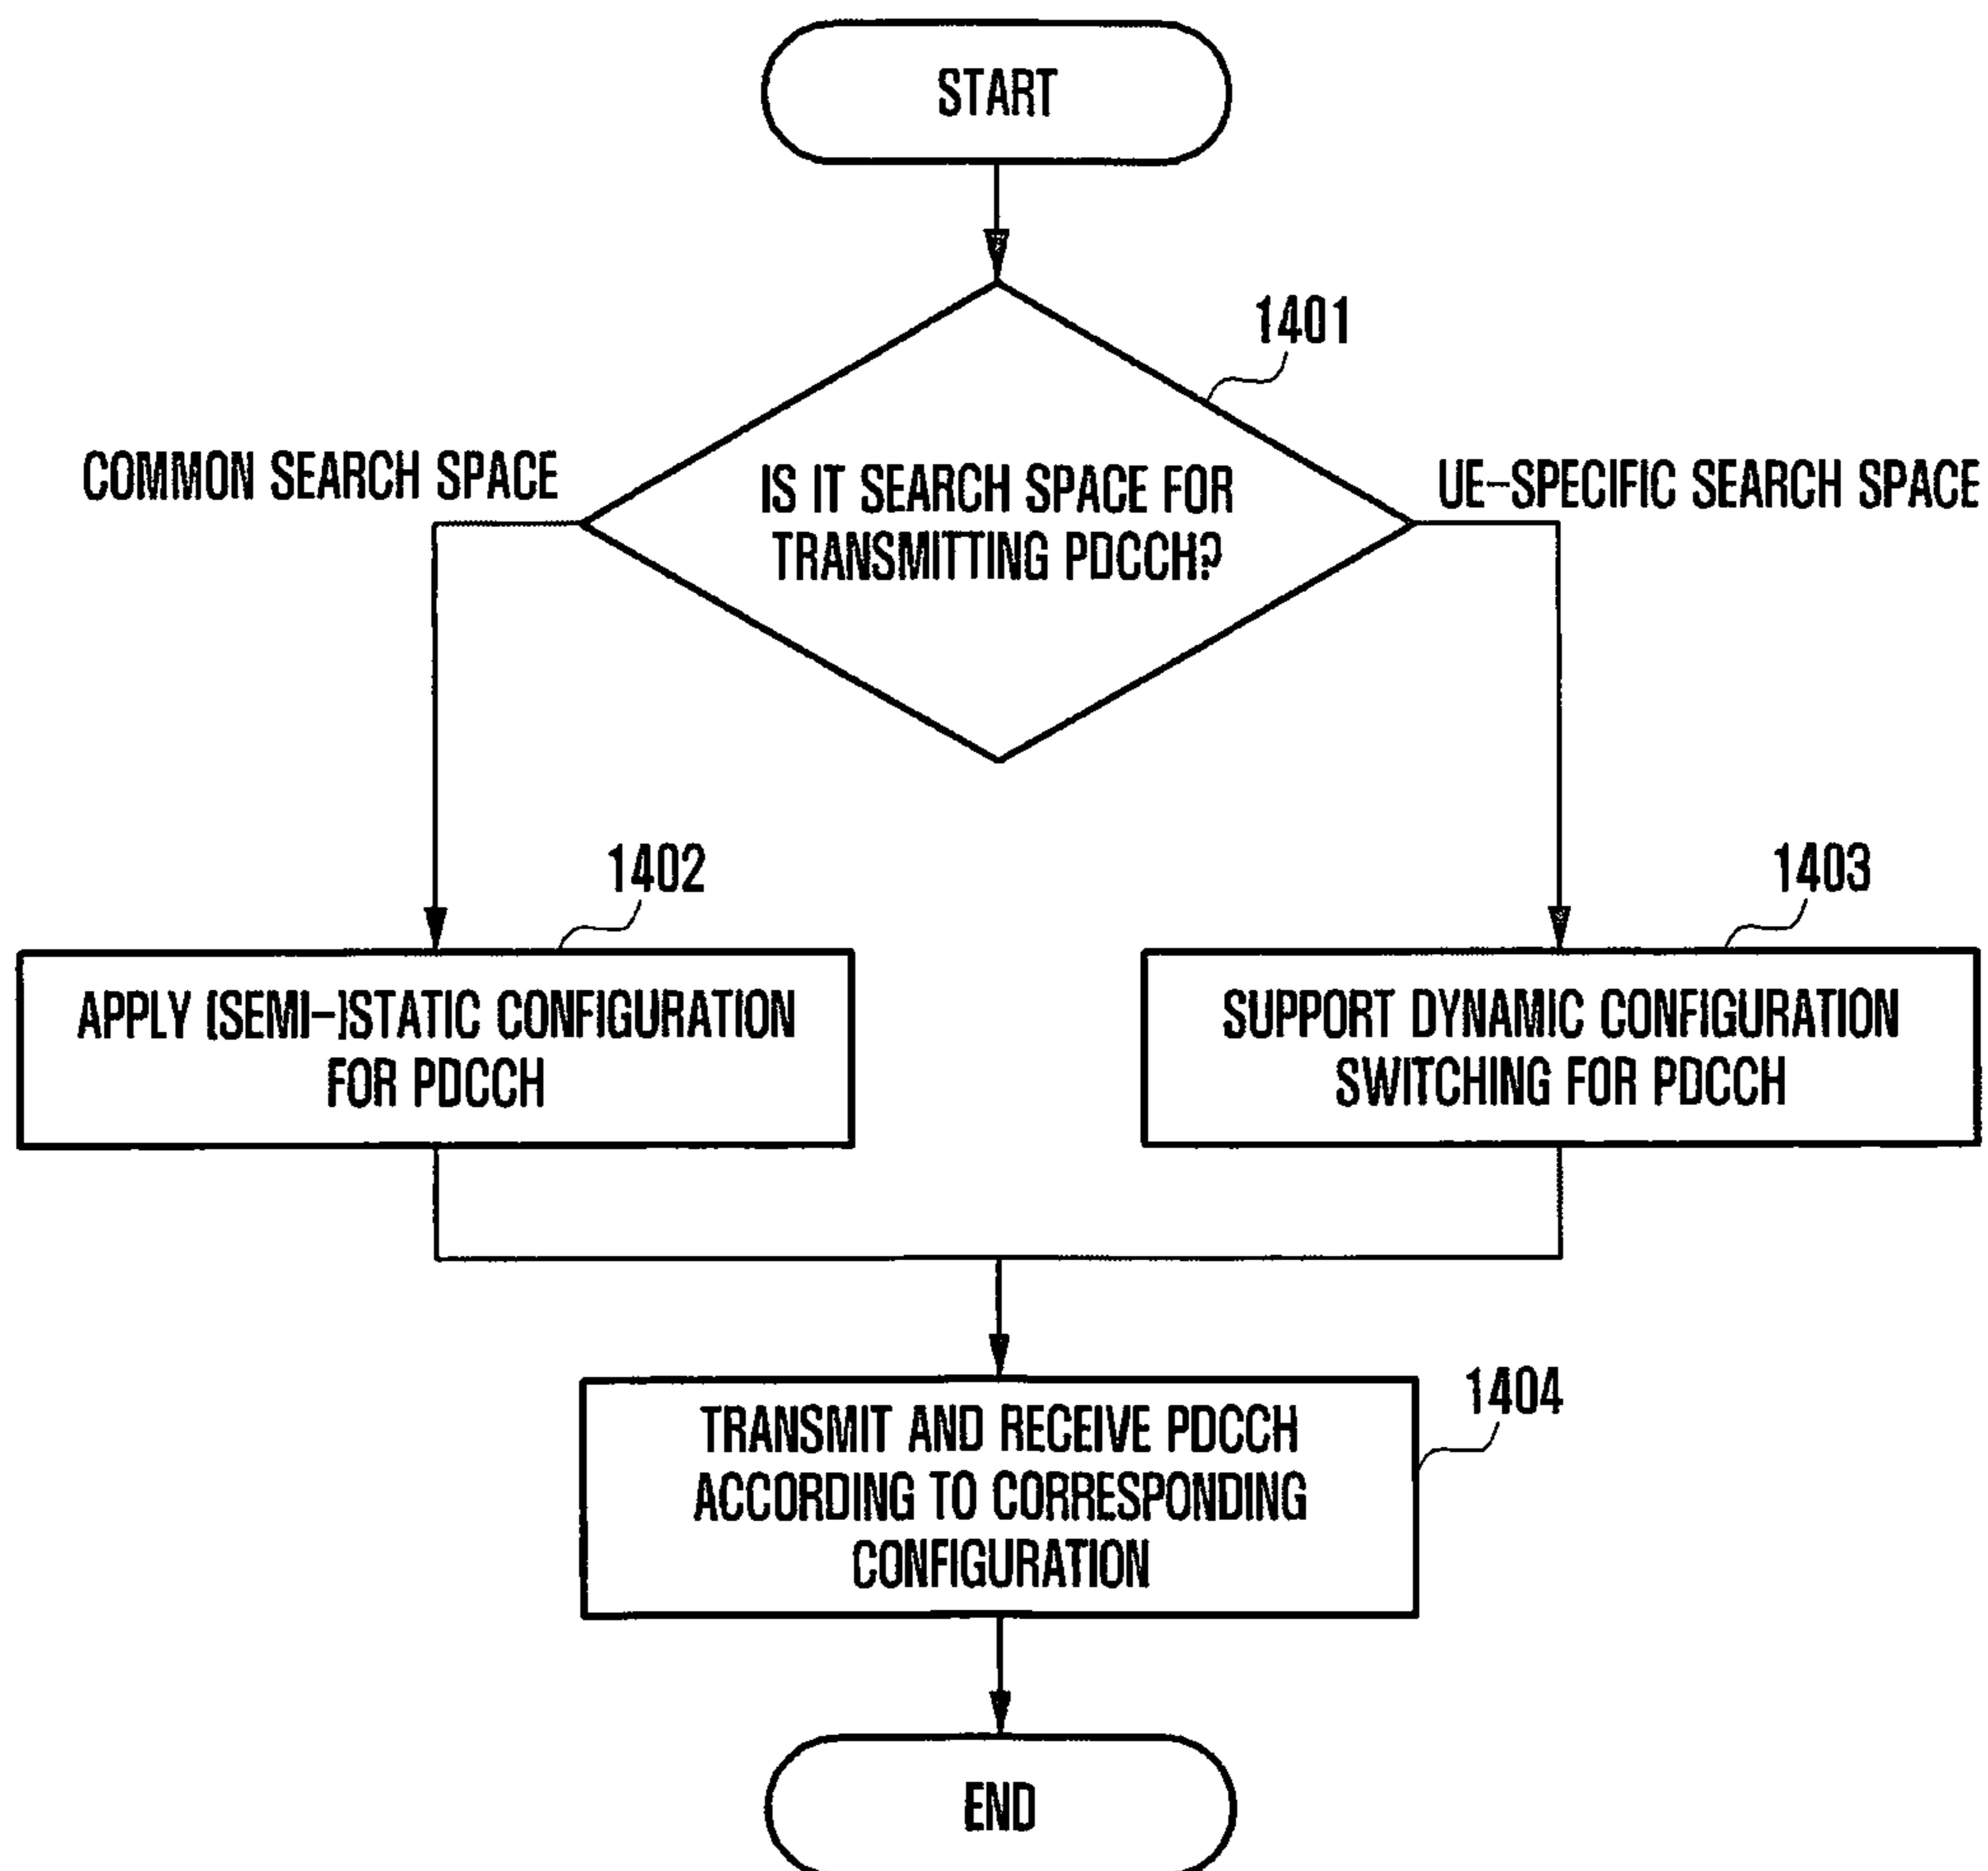 START
1401
COMMON SEARCH SPACE
IS IT SEARCH SPACE FOR
TRANSMITTING PDCCH?
UE-SPECIFIC SEARCH SPACE
1402
1403
APPLY [SEMI-]STATIC CONFIGURATION
FOR PDCCH
SUPPORT DYNAMIC CONFIGURATION
SWITCHING FOR PDCCH
1404
TRANSMIT AND RECEIVE PDCCH
ACCORDING TO CORRESPONDING
CONFIGURATION
END